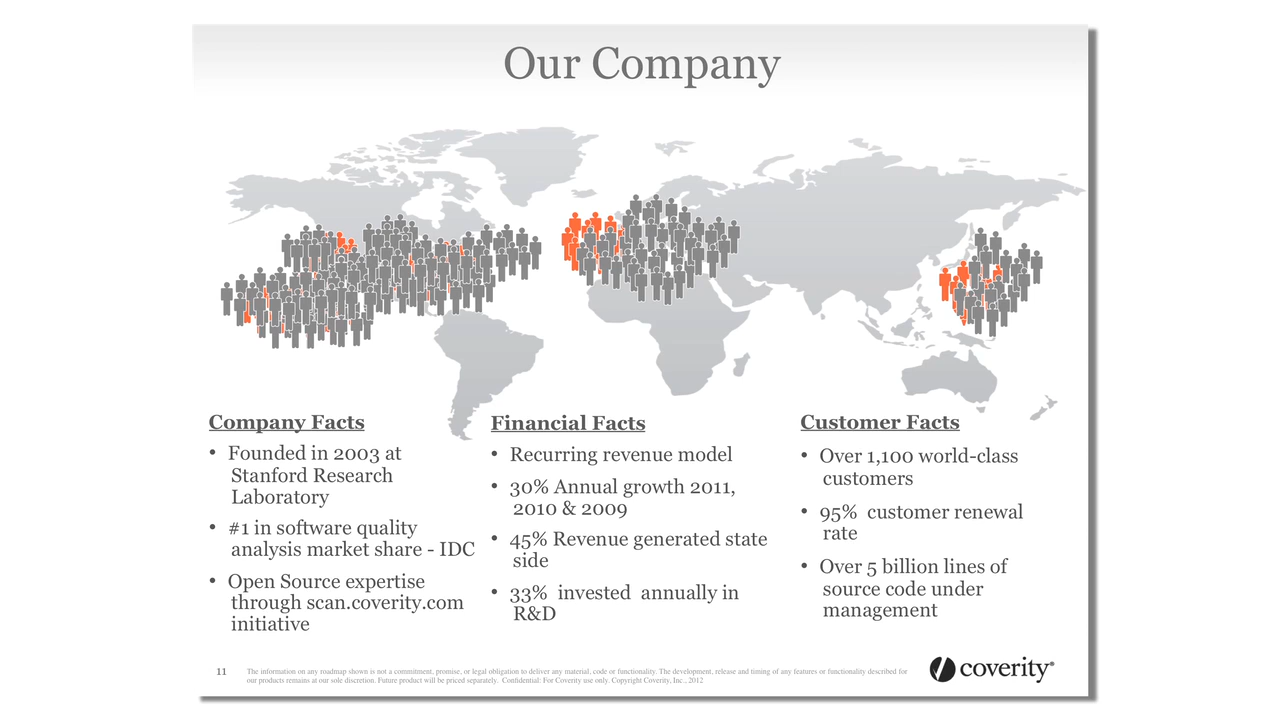 Our Company
Company Facts
• Founded in 2003 at
Stanford Research
Laboratory
• #1 in software quality
analysis market share - IDC
• Open Source expertise
through scan.coverity.com
initiative
Financial Facts
• Recurring revenue model
• 30% Annual growth 2011,
2010 & 2009
• 45% Revenue generated state
side
• 33% invested annually in
R&D
Customer Facts
• Over 1,100 world-class
customers
• 95% customer renewal
rate
• Over 5 billion lines of
source code under
management
11
The information on any roadmap shown is not a commitment, promise, or legal obligation to deliver any material, code or functionality. The development, release and timing of any features or functionality described for
our products remains at our sole discretion. Future product will be priced separately. Confidential: For Coverity use only. Copyright Coverity, Inc., 2012
coverity®